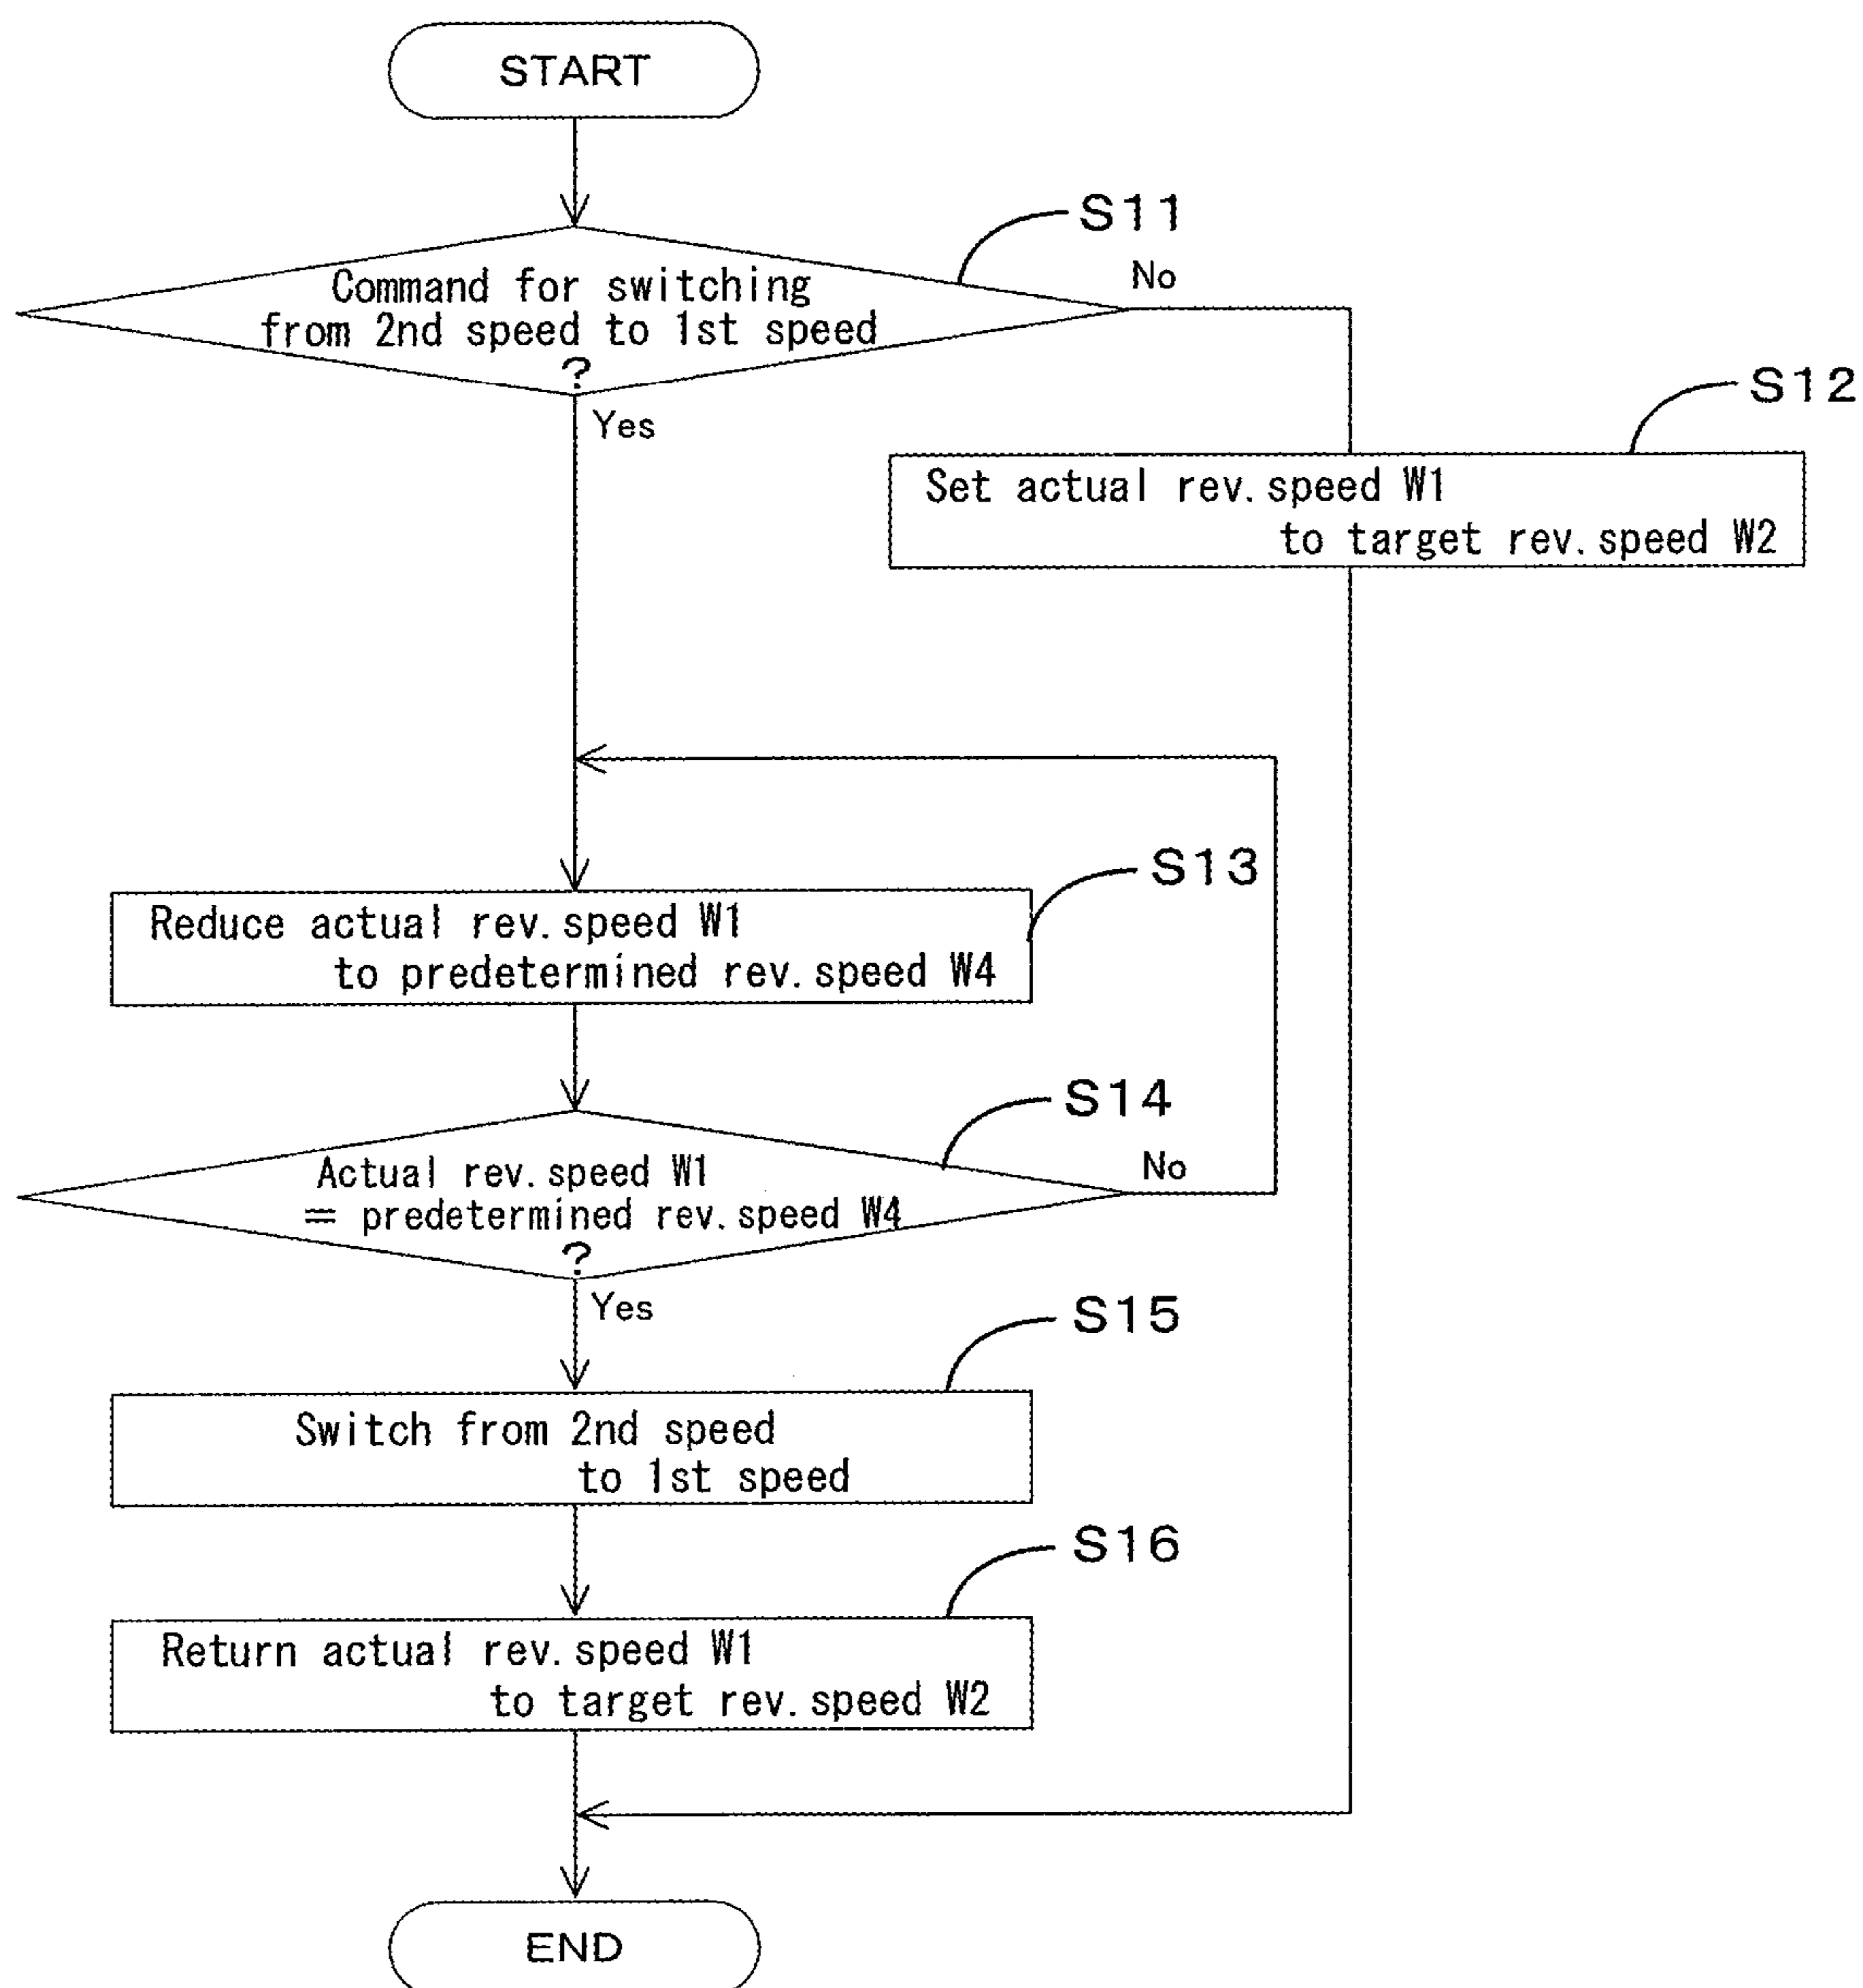 START
S11
Command for switching
from 2nd speed to 1st speed
?
No
Yes
S12
Set actual rev.speed W1
to target rev.speed W2
S13
Reduce actual rev.speed W1
to predetermined rev.speed W4
S14
Actual rev.speed W1
= predetermined rev.speed W4
?
No
Yes
S15
Switch from 2nd speed
to 1st speed
S16
Return actual rev.speed W1
to target rev.speed W2
END